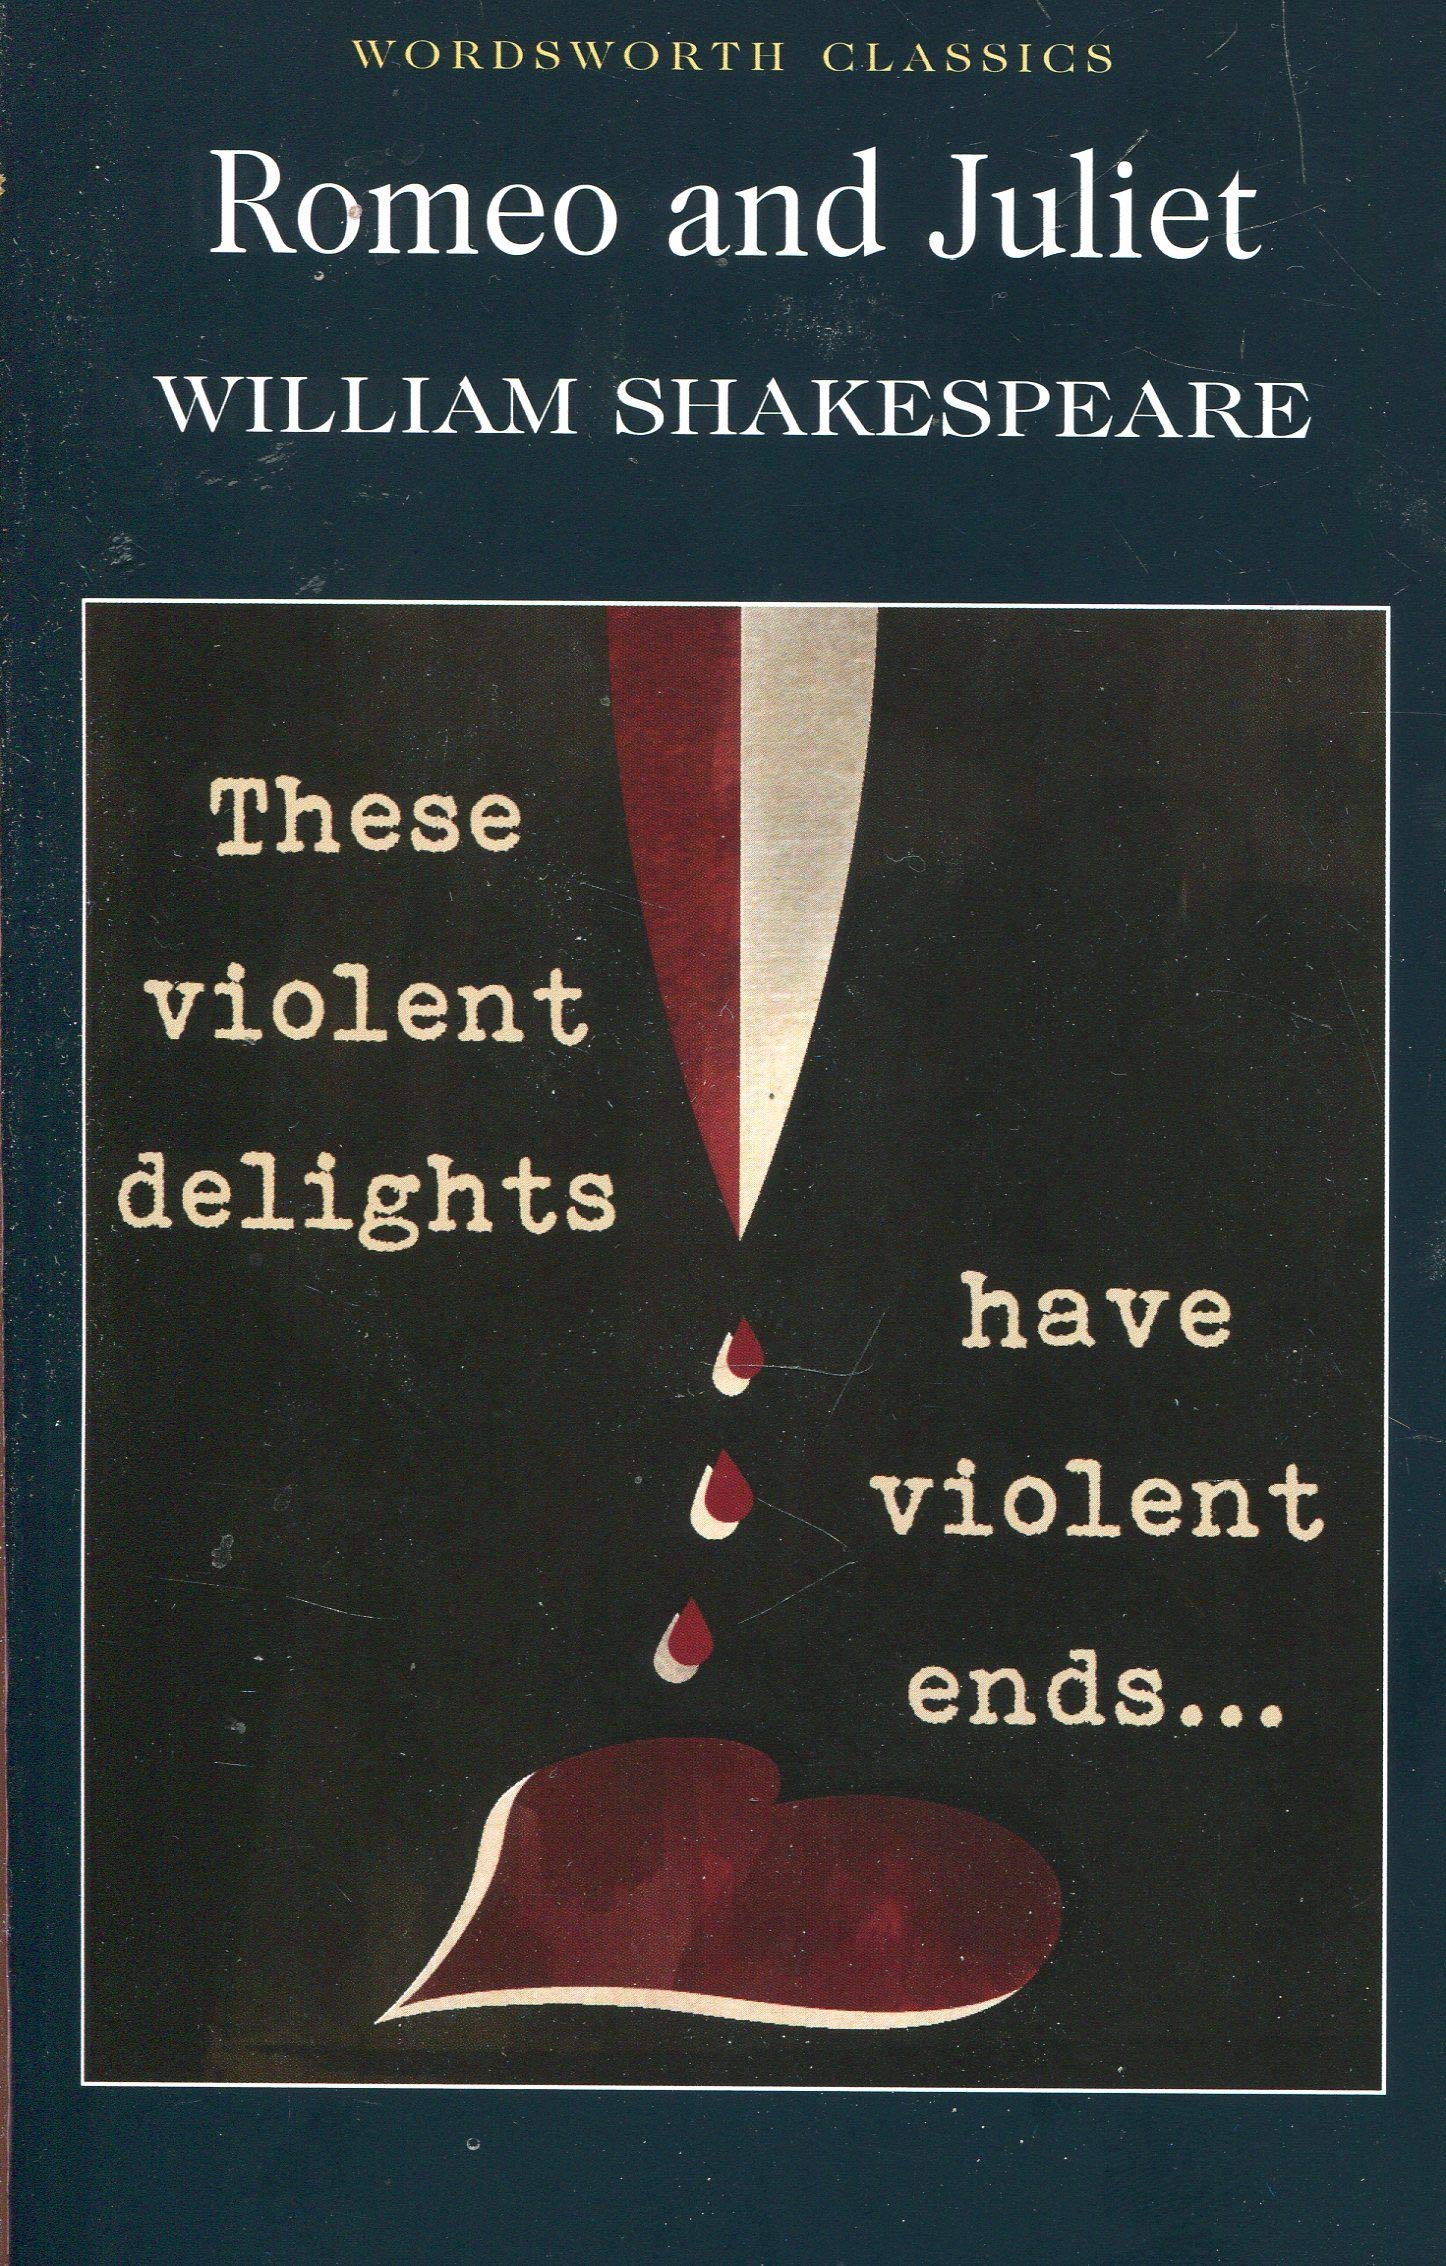 WORDSWORTH CLASSICS
Romeo and Juliet
WILLIAM SHAKESPEARE
These
violent
delights
have
violent
ends...